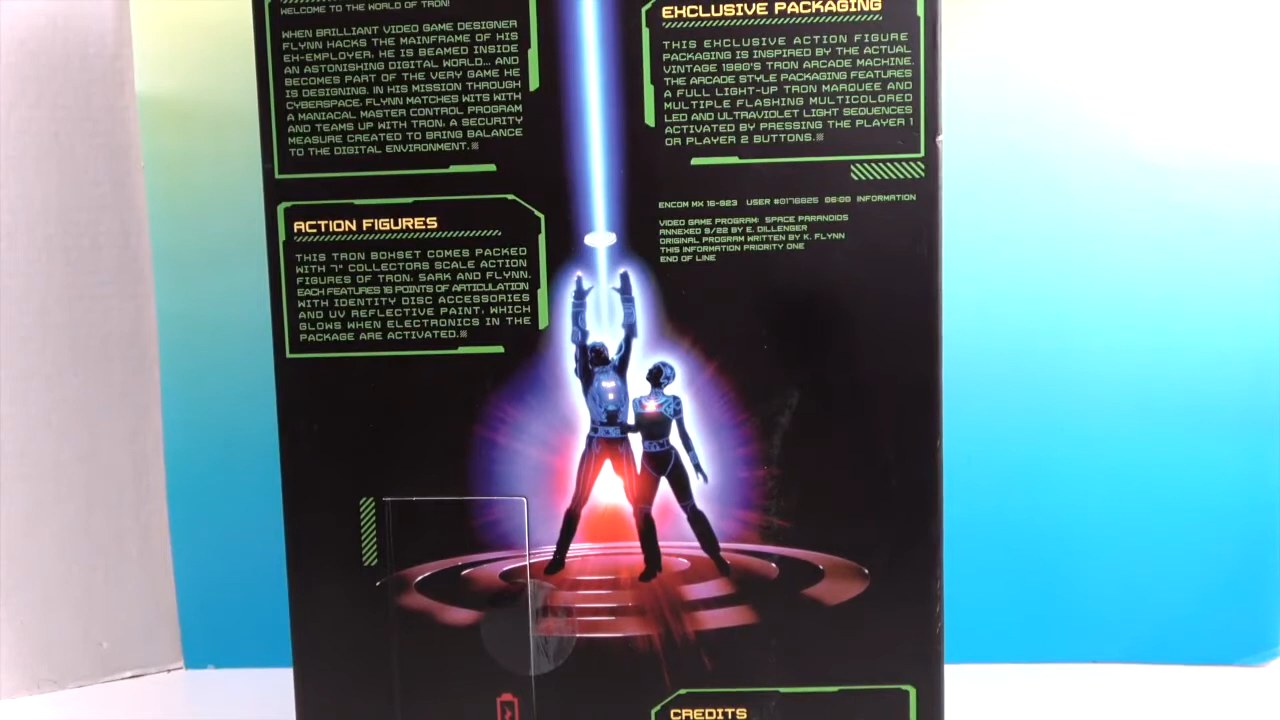 WELCOME TO THE WORLD OF TRON!
WHEN BRILLIANT VIDEO GAME DESIGNER
FLYNN HACKS THE MAINFRAME OF HIS
EX-EMPLOYER, HE IS BEAMED INSIDE
AN ASTONISHING DIGITAL WORLD... AND
BECOMES PART OF THE VERY GAME HE
IS DESIGNING. IN HIS MISSION THROUGH
CYBERSPACE, FLYNN MATCHES WITS WITH
A MANIACAL MASTER CONTROL PROGRAM
AND TEAMS UP WITH TRON, A SECURITY
MEASURE CREATED TO BRING BALANCE
TO THE DIGITAL ENVIRONMENT.
ACTION FIGURES
THIS TRON BOXSET COMES PACKED
WITH 7" COLLECTORS SCALE ACTION
FIGURES OF TRON, SARK AND FLYNN.
EACH FEATURES 16 POINTS OF ARTICULATION
WITH IDENTITY DISC ACCESSORIES
AND UV REFLECTIVE PAINT, WHICH
GLOWS WHEN ELECTRONICS IN THE
PACKAGE ARE ACTIVATED.
EXCLUSIVE PACKAGING
THIS EXCLUSIVE ACTION FIGURE
PACKAGING IS INSPIRED BY THE ACTUAL
VINTAGE 1980'S TRON ARCADE MACHINE.
THE ARCADE STYLE PACKAGING FEATURES
A FULL LIGHT-UP TRON MARQUEE AND
MULTIPLE FLASHING MULTICOLORED
LED AND ULTRAVIOLET LIGHT SEQUENCES
ACTIVATED BY PRESSING THE PLAYER 1
OR PLAYER 2 BUTTONS.
ENCOM MX 16-923 USER #0176825 06:00 INFORMATION
VIDEO GAME PROGRAM: SPACE PARANOIDS
ANNEXED 9/22 BY E. DILLENGER
ORIGINAL PROGRAM WRITTEN BY K. FLYNN
THIS INFORMATION PRIORITY ONE
END OF LINE
CREDITS